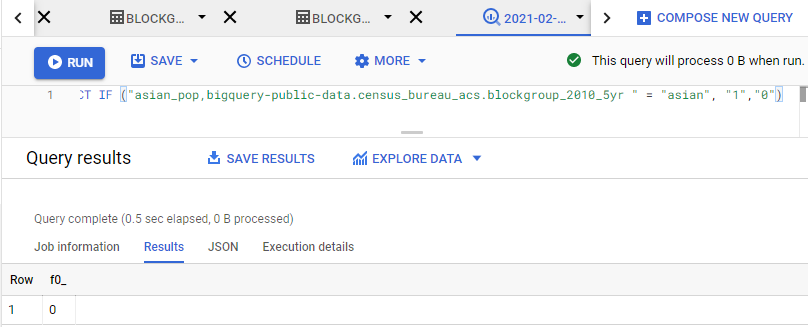 BLOCKG... BLOCKG... 2021-02-... COMPOSE NEW QUERY
RUN SAVE SCHEDULE MORE This query will process 0 B when run.
1 CT IF ("asian_pop,bigquery-public-data.census_bureau_acs.blockgroup_2010_5yr " = "asian", "1","0")
Query results SAVE RESULTS EXPLORE DATA
Query complete (0.5 sec elapsed, 0 B processed)
Job information Results JSON Execution details
Row f0_
1 0